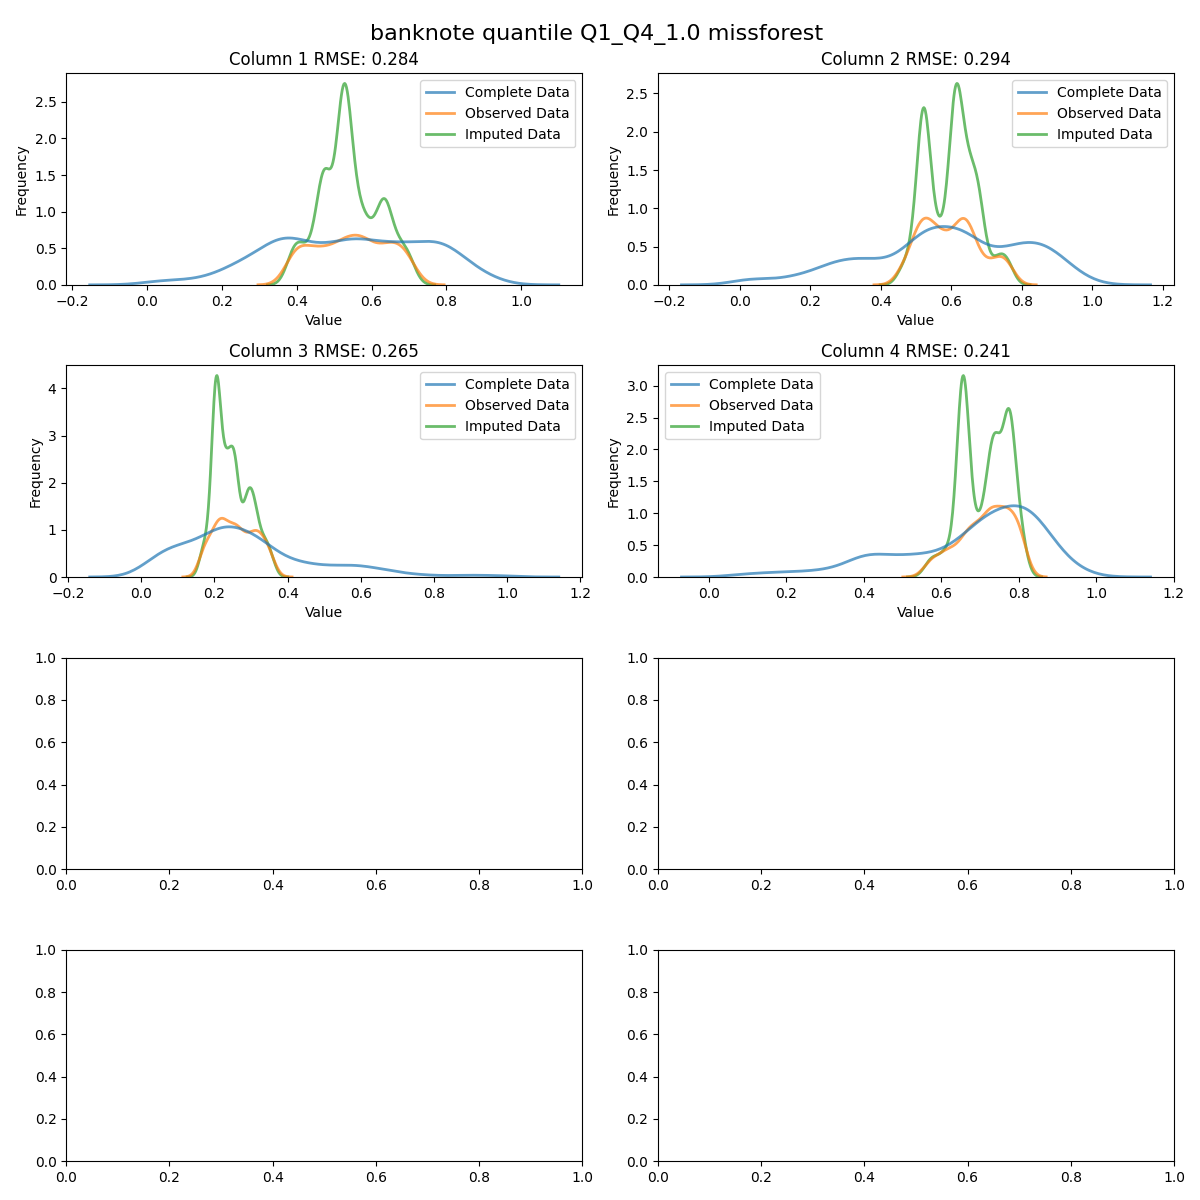 banknote quantile Q1_Q4_1.0 missforest
Column 1 RMSE: 0.284
Complete Data
Observed Data
Imputed Data
Frequency
2.5
2.0
1.5
1.0
0.5
0.0
−0.2 0.0 0.2 0.4 0.6 0.8 1.0
Value
Column 2 RMSE: 0.294
Complete Data
Observed Data
Imputed Data
Frequency
2.5
2.0
1.5
1.0
0.5
0.0
−0.2 0.0 0.2 0.4 0.6 0.8 1.0 1.2
Value
Column 3 RMSE: 0.265
Complete Data
Observed Data
Imputed Data
Frequency
4
3
2
1
0
−0.2 0.0 0.2 0.4 0.6 0.8 1.0 1.2
Value
Column 4 RMSE: 0.241
Complete Data
Observed Data
Imputed Data
Frequency
3.0
2.5
2.0
1.5
1.0
0.5
0.0
0.0 0.2 0.4 0.6 0.8 1.0 1.2
Value
1.0
0.8
0.6
0.4
0.2
0.0
0.0 0.2 0.4 0.6 0.8 1.0
1.0
0.8
0.6
0.4
0.2
0.0
0.0 0.2 0.4 0.6 0.8 1.0
1.0
0.8
0.6
0.4
0.2
0.0
0.0 0.2 0.4 0.6 0.8 1.0
1.0
0.8
0.6
0.4
0.2
0.0
0.0 0.2 0.4 0.6 0.8 1.0